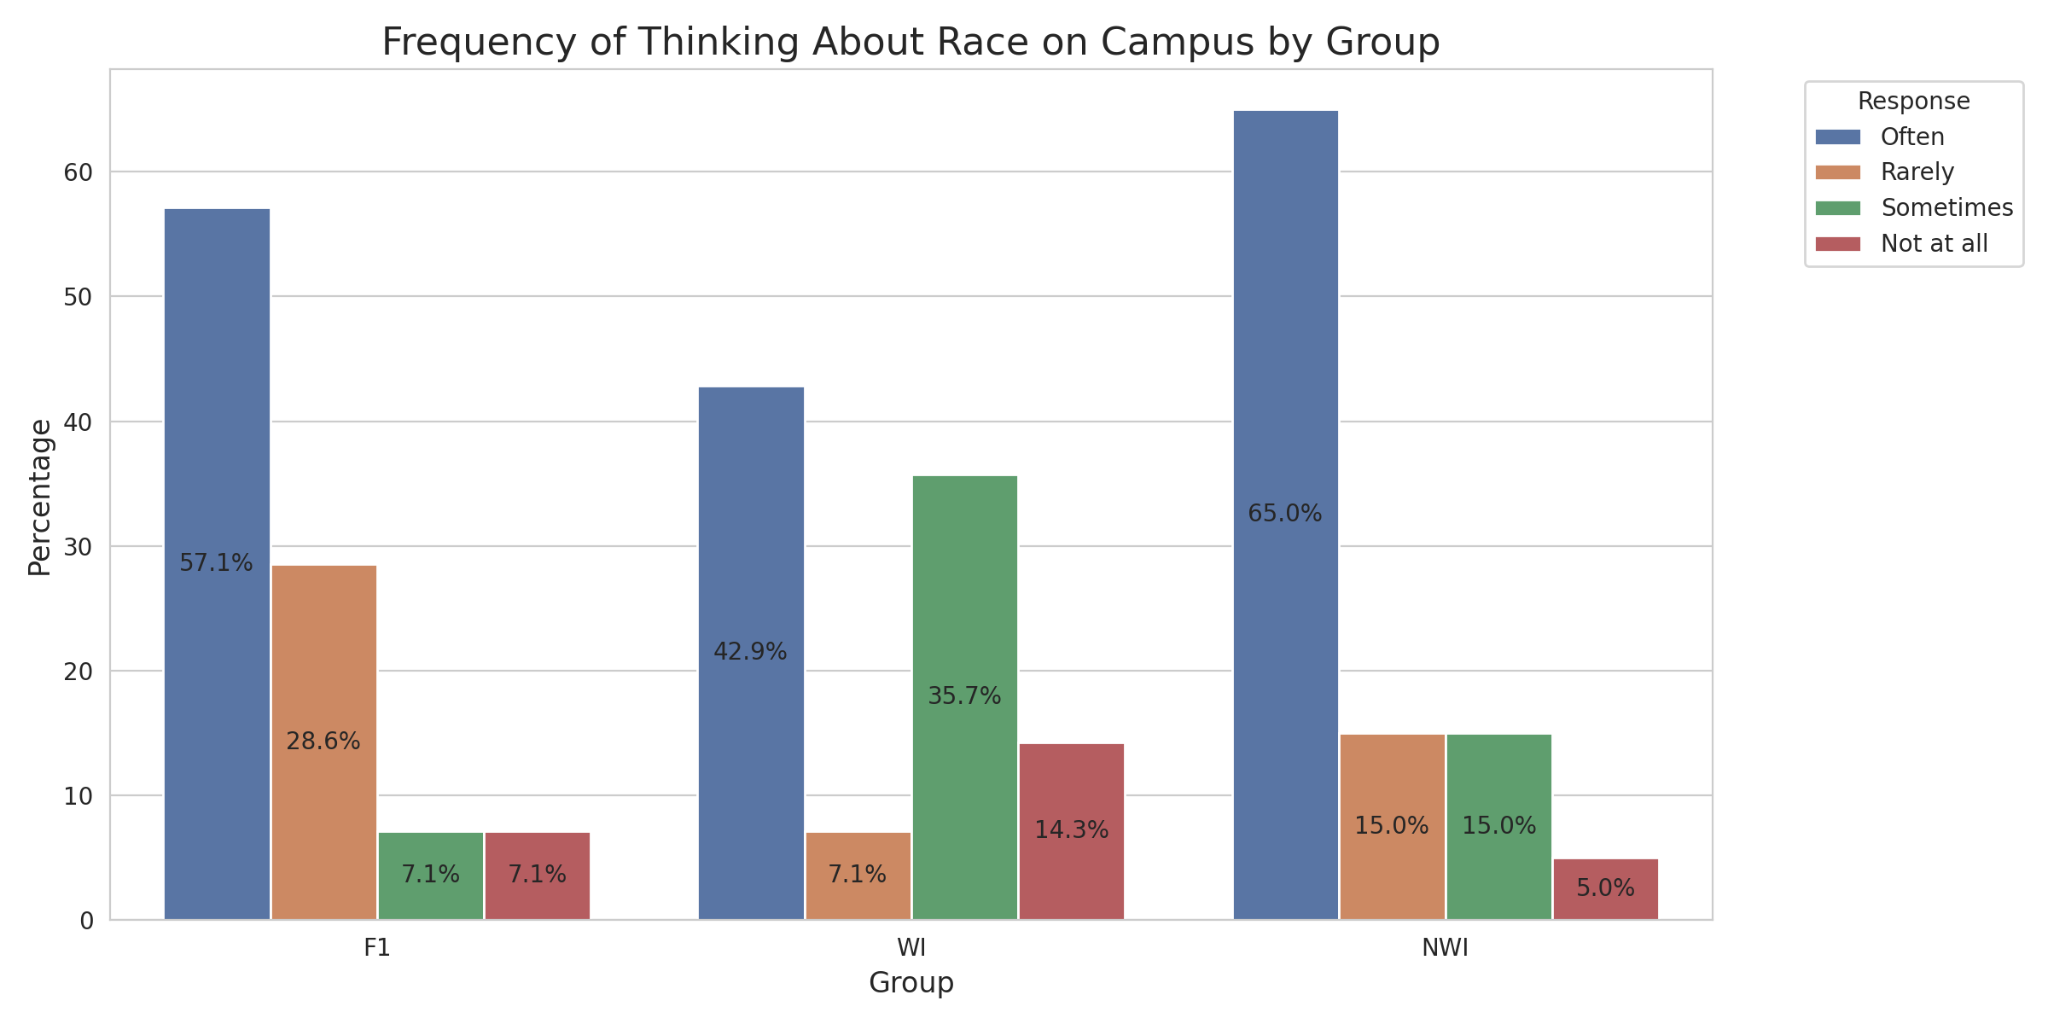 Frequency of Thinking About Race on Campus by Group
Response
Often
Rarely
Sometimes
Not at all
Percentage
60
50
40
30
20
10
0
57.1%
28.6%
7.1%
7.1%
42.9%
7.1%
35.7%
14.3%
65.0%
15.0%
15.0%
5.0%
F1
WI
NWI
Group